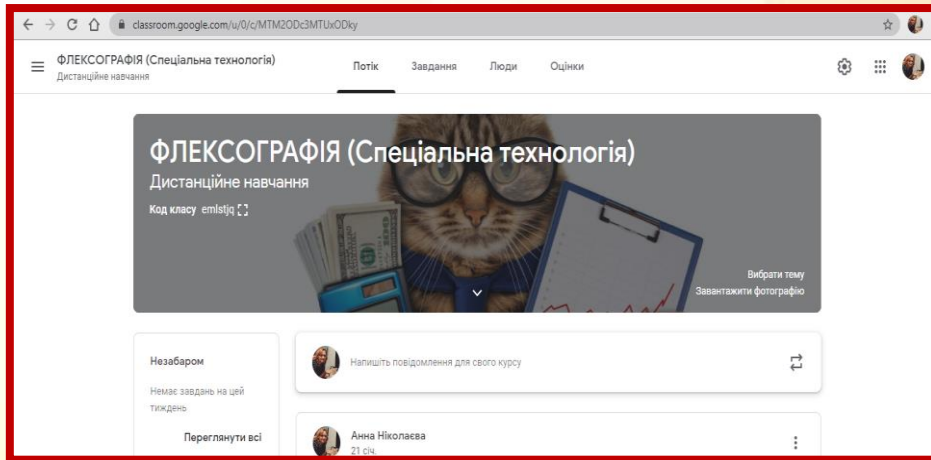 classroom.google.com/u/0/c/MTM2ODc3MTUxODky
ФЛЕКСОГРАФІЯ (Спеціальна технологія)
Дистанційне навчання
Потік Завдання Люди Оцінки
ФЛЕКСОГРАФІЯ (Спеціальна технологія)
Дистанційне навчання
Код класу emlstjq
Вибрати тему
Завантажити фотографію
Незабаром
Немає завдань на цей
тиждень
Переглянути всі
Напишіть повідомлення для свого курсу
Анна Ніколаєва
21 січ.